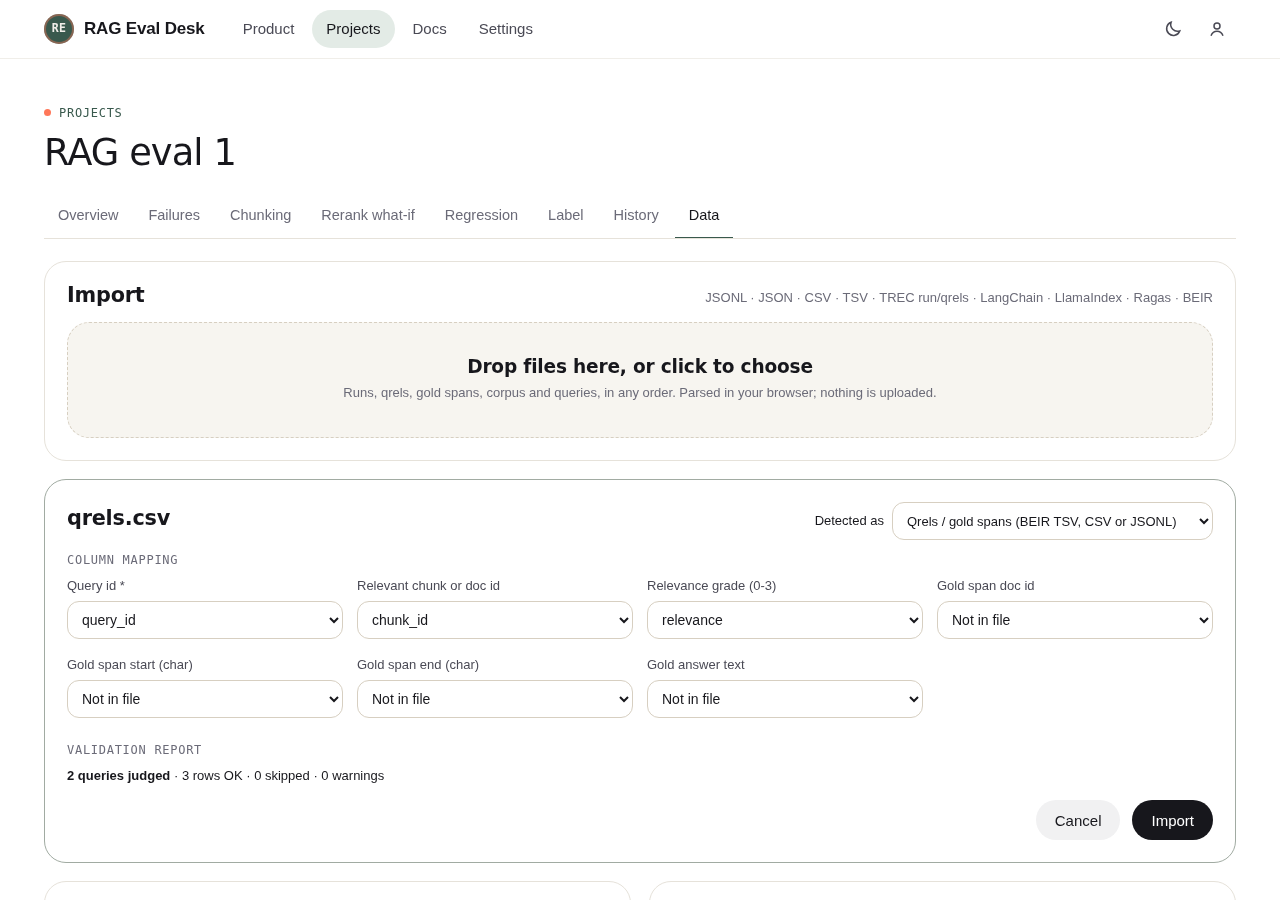 RE RAG Eval Desk Product Projects Docs Settings
PROJECTS
RAG eval 1
Overview Failures Chunking Rerank what-if Regression Label History Data
Import JSONL · JSON · CSV · TSV · TREC run/qrels · LangChain · LlamaIndex · Ragas · BEIR
Drop files here, or click to choose
Runs, qrels, gold spans, corpus and queries, in any order. Parsed in your browser; nothing is uploaded.
qrels.csv Detected as Qrels / gold spans (BEIR TSV, CSV or JSONL)
COLUMN MAPPING
Query id * Relevant chunk or doc id Relevance grade (0-3) Gold span doc id
query_id chunk_id relevance Not in file
Gold span start (char) Gold span end (char) Gold answer text
Not in file Not in file Not in file
VALIDATION REPORT
2 queries judged · 3 rows OK · 0 skipped · 0 warnings
Cancel Import